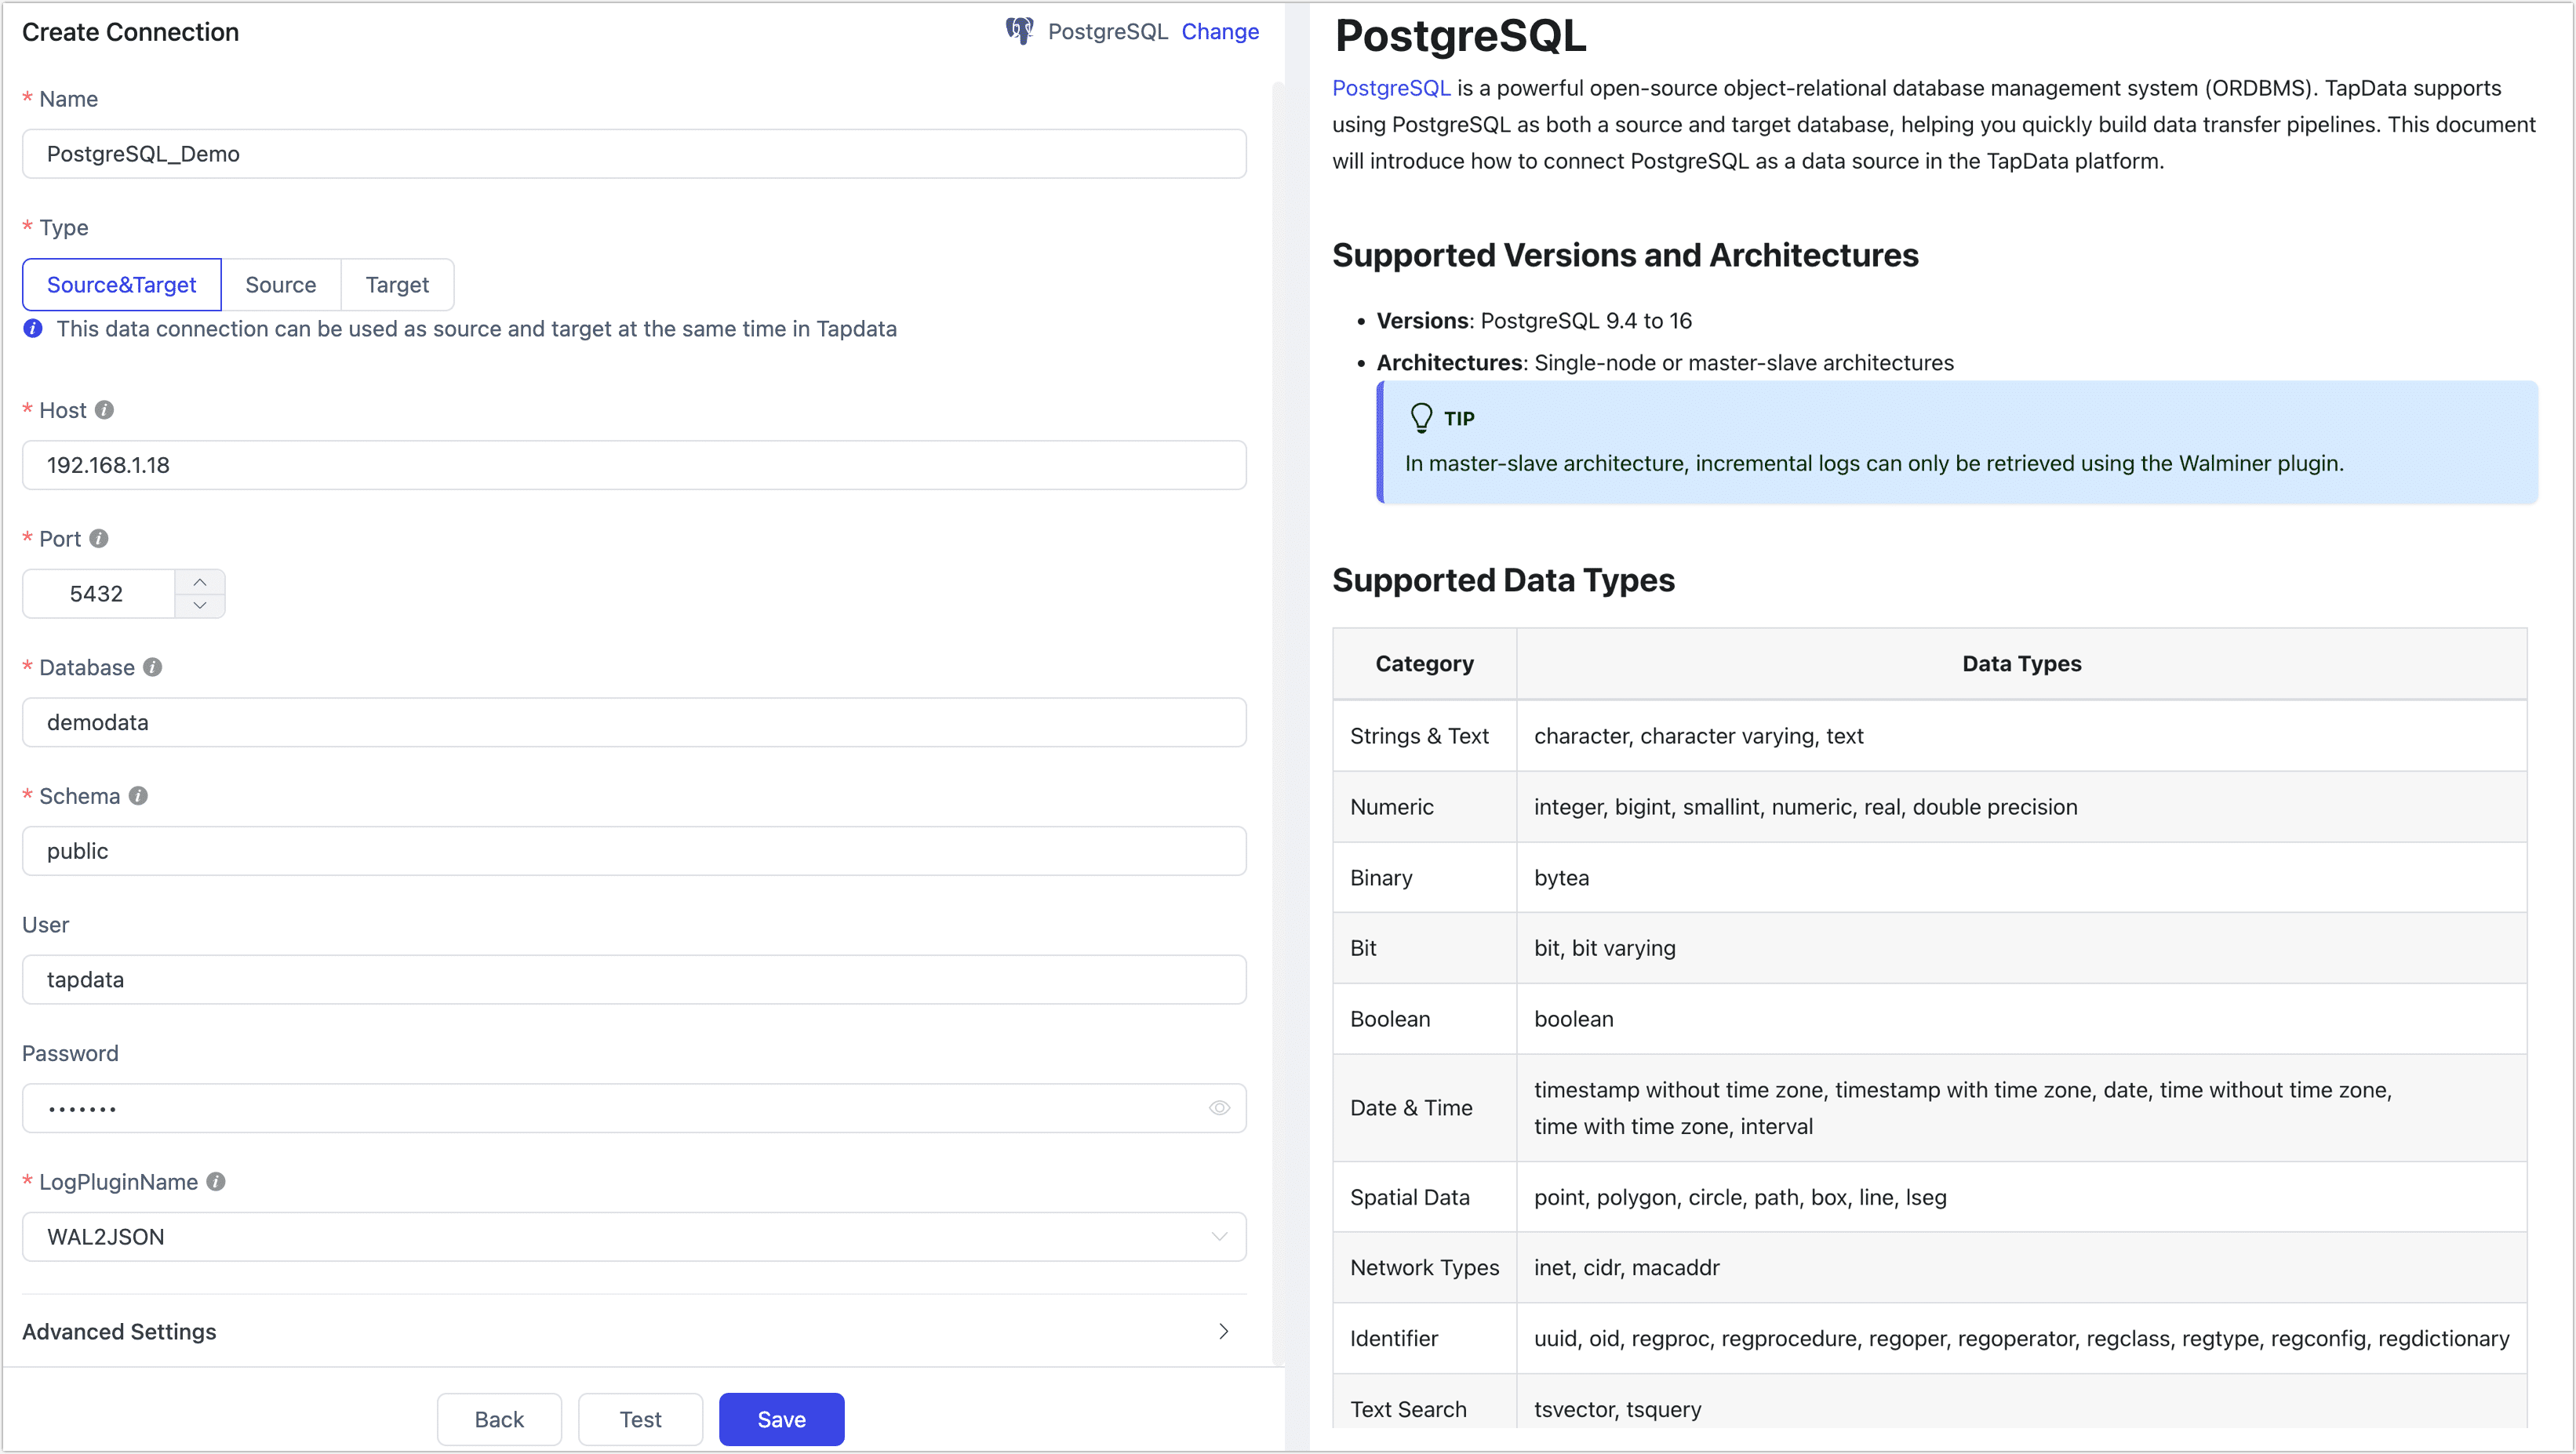 Create Connection
PostgreSQL Change
* Name
PostgreSQL_Demo
* Type
Source&Target Source Target
This data connection can be used as source and target at the same time in Tapdata
* Host
192.168.1.18
* Port
5432
* Database
demodata
* Schema
public
User
tapdata
Password
•••••••
* LogPluginName
WAL2JSON
Advanced Settings
Back Test Save
PostgreSQL
PostgreSQL is a powerful open-source object-relational database management system (ORDBMS). TapData supports
using PostgreSQL as both a source and target database, helping you quickly build data transfer pipelines. This document
will introduce how to connect PostgreSQL as a data source in the TapData platform.
Supported Versions and Architectures
• Versions: PostgreSQL 9.4 to 16
• Architectures: Single-node or master-slave architectures
TIP
In master-slave architecture, incremental logs can only be retrieved using the Walminer plugin.
Supported Data Types
Category Data Types
Strings & Text character, character varying, text
Numeric integer, bigint, smallint, numeric, real, double precision
Binary bytea
Bit bit, bit varying
Boolean boolean
Date & Time timestamp without time zone, timestamp with time zone, date, time without time zone,
time with time zone, interval
Spatial Data point, polygon, circle, path, box, line, lseg
Network Types inet, cidr, macaddr
Identifier uuid, oid, regproc, regprocedure, regoper, regoperator, regclass, regtype, regconfig, regdictionary
Text Search tsvector, tsquery